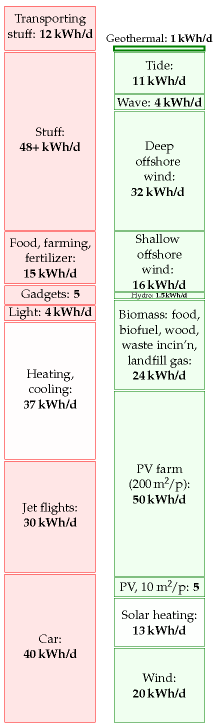 Transporting
stuff: 12 kWh/d
Stuff:
48+ kWh/d
Food, farming,
fertilizer:
15 kWh/d
Gadgets: 5
Light: 4 kWh/d
Heating,
cooling:
37 kWh/d
Jet flights:
30 kWh/d
Car:
40 kWh/d
Geothermal: 1 kWh/d
Tide:
11 kWh/d
Wave: 4 kWh/d
Deep
offshore
wind:
32 kWh/d
Shallow
offshore
wind:
16 kWh/d
Hydro: 1.5 kWh/d
Biomass: food,
biofuel, wood,
waste incin'n,
landfill gas:
24 kWh/d
PV farm
(200 m²/p):
50 kWh/d
PV, 10 m²/p: 5
Solar heating:
13 kWh/d
Wind:
20 kWh/d